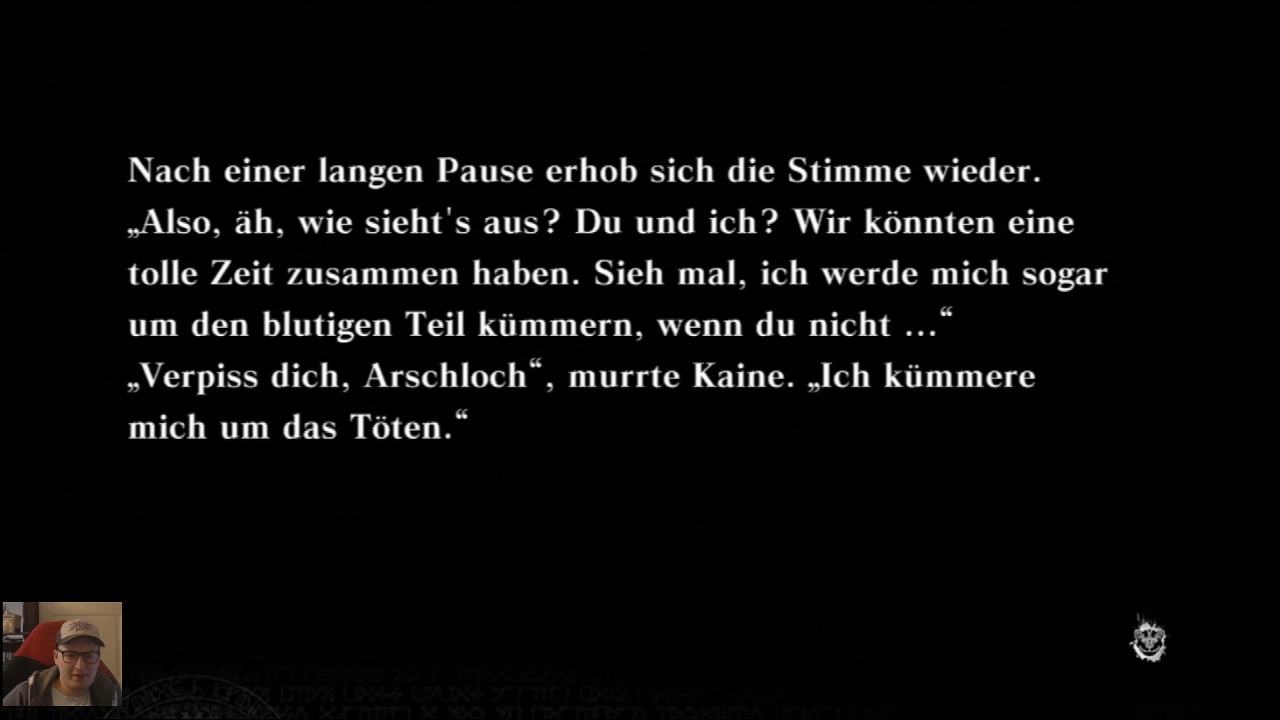 Nach einer langen Pause erhob sich die Stimme wieder.
„Also, äh, wie sieht's aus? Du und ich? Wir könnten eine
tolle Zeit zusammen haben. Sieh mal, ich werde mich sogar
um den blutigen Teil kümmern, wenn du nicht ...“
„Verpiss dich, Arschloch“, murrte Kaine. „Ich kümmere
mich um das Töten.“